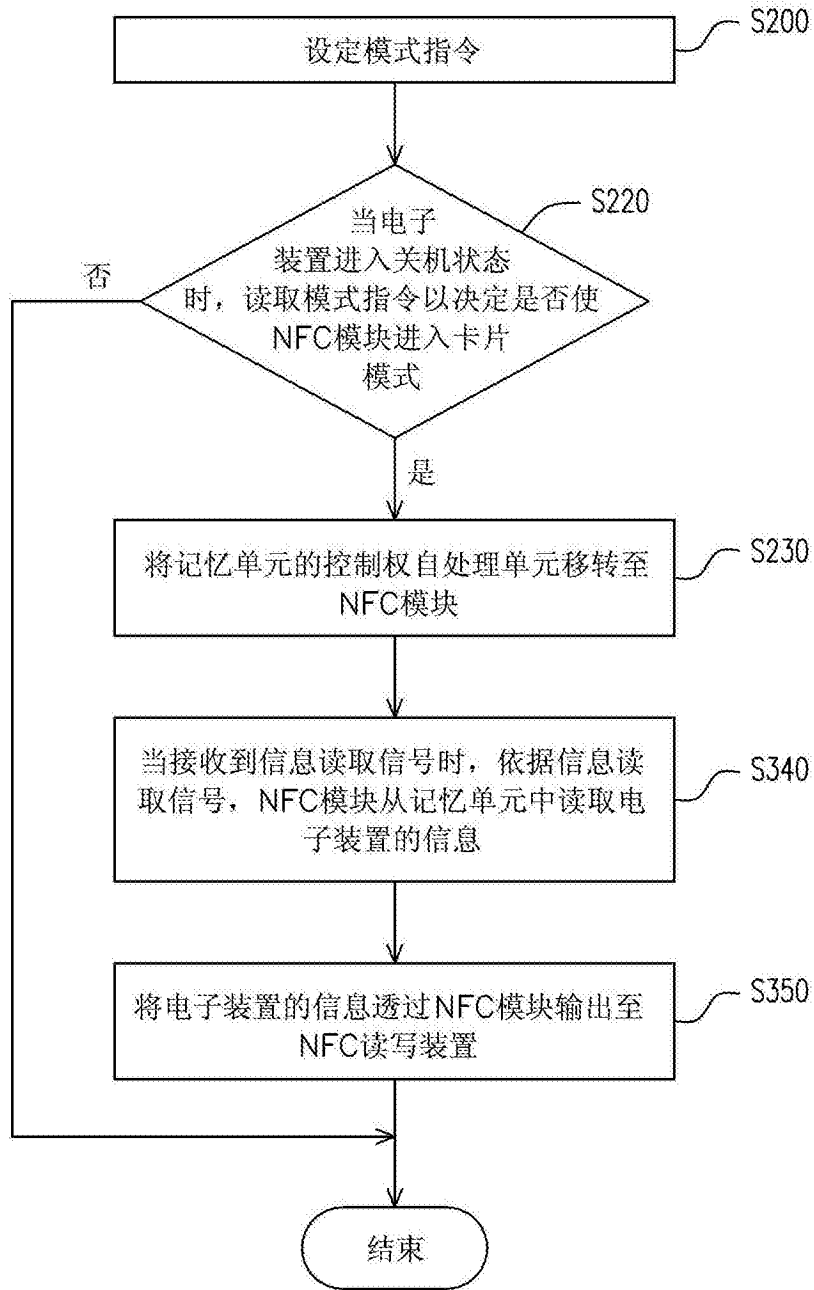 设定模式指令
S200
当电子
装置进入关机状态
时，读取模式指令以决定是否使
NFC模块进入卡片
模式
S220
否
是
将记忆单元的控制权自处理单元移转至
NFC模块
S230
当接收到信息读取信号时，依据信息读
取信号，NFC模块从记忆单元中读取电
子装置的信息
S340
将电子装置的信息透过NFC模块输出至
NFC读写装置
S350
结束